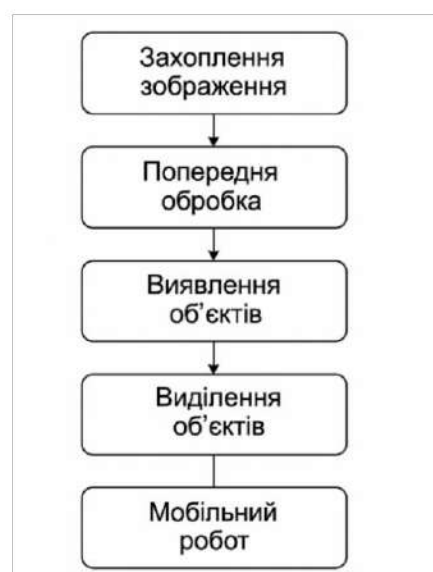 Захоплення
зображення
Попередня
обробка
Виявлення
об’єктів
Виділення
об’єктів
Мобільний
робот